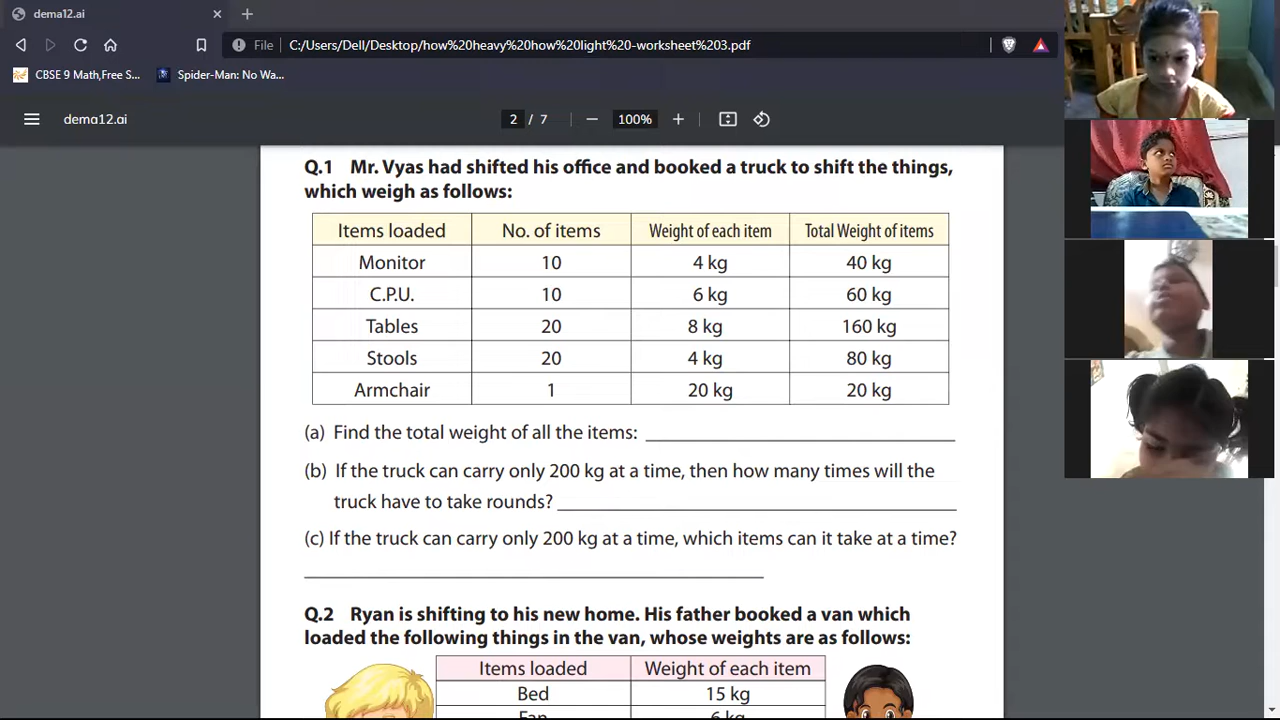 dema12.ai
File C:/Users/Dell/Desktop/how%20heavy%20how%20light%20-worksheet%203.pdf
CBSE 9 Math,Free S... Spider-Man: No Wa...
dema12.ai 2 / 7 100%
Q.1 Mr. Vyas had shifted his office and booked a truck to shift the things,
which weigh as follows:
Items loaded No. of items Weight of each item Total Weight of items
Monitor 10 4 kg 40 kg
C.P.U. 10 6 kg 60 kg
Tables 20 8 kg 160 kg
Stools 20 4 kg 80 kg
Armchair 1 20 kg 20 kg
(a) Find the total weight of all the items:
(b) If the truck can carry only 200 kg at a time, then how many times will the
truck have to take rounds?
(c) If the truck can carry only 200 kg at a time, which items can it take at a time?
Q.2 Ryan is shifting to his new home. His father booked a van which
loaded the following things in the van, whose weights are as follows:
Items loaded Weight of each item
Bed 15 kg
Fan 6 kg